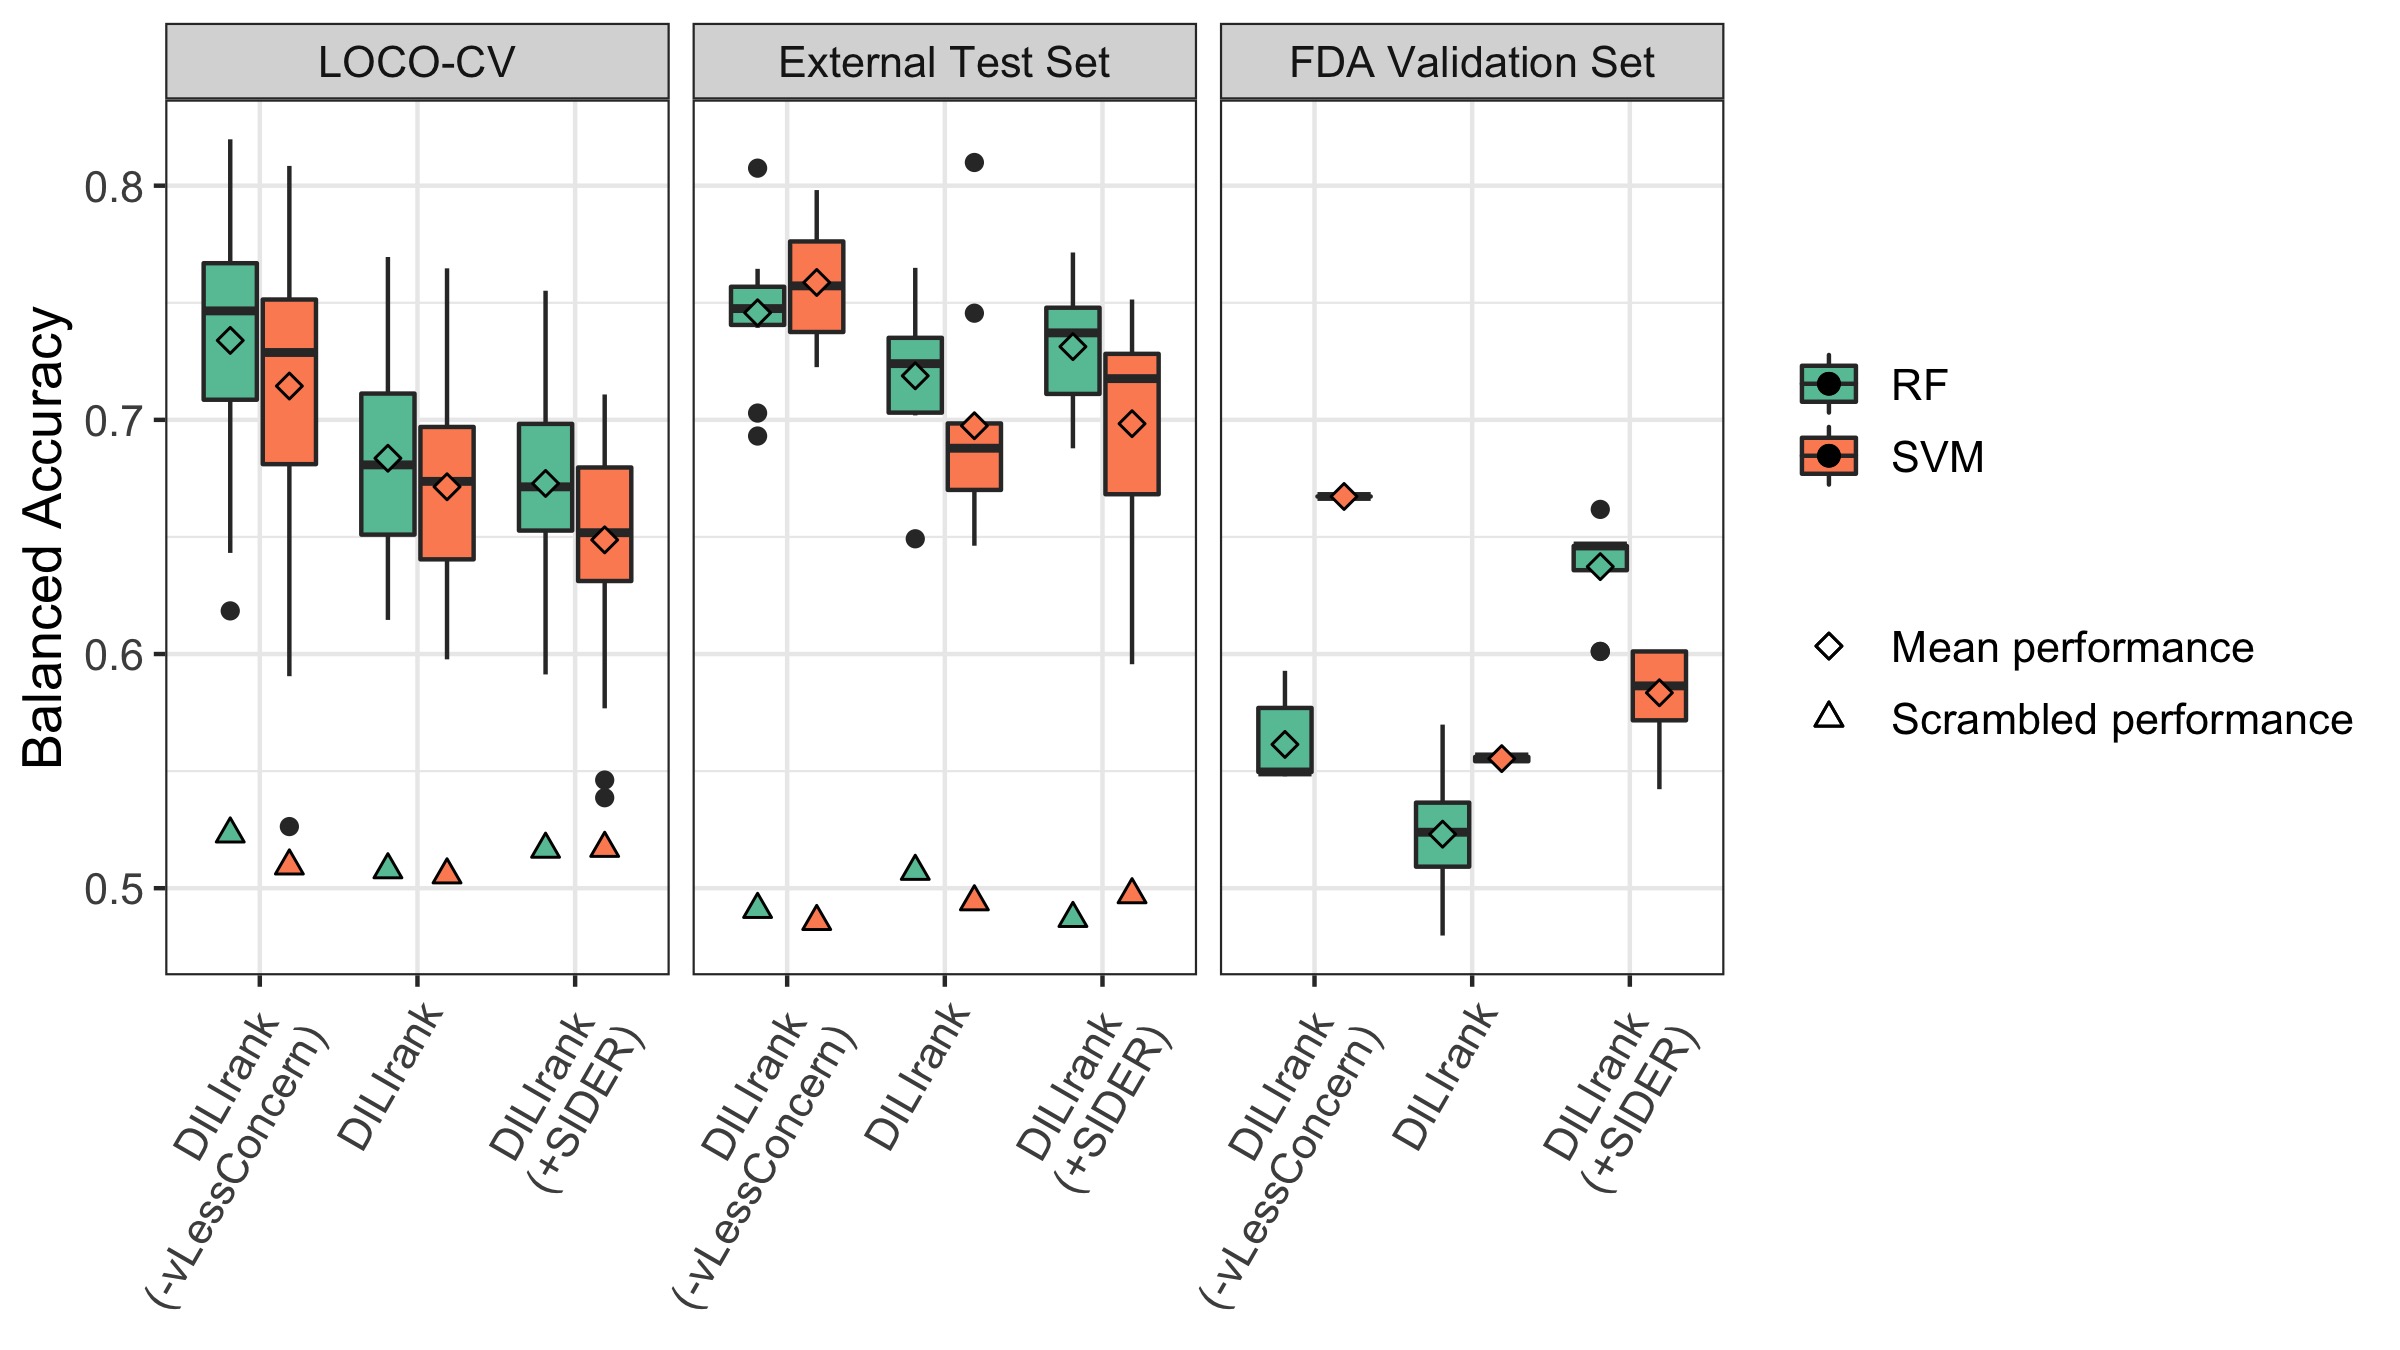 LOCO-CV
External Test Set
FDA Validation Set
Balanced Accuracy
0.8
0.7
0.6
0.5
DILIrank
(-vLessConcern)
DILIrank
DILIrank
(+SIDER)
DILIrank
(-vLessConcern)
DILIrank
DILIrank
(+SIDER)
DILIrank
(-vLessConcern)
DILIrank
DILIrank
(+SIDER)
RF
SVM
Mean performance
Scrambled performance